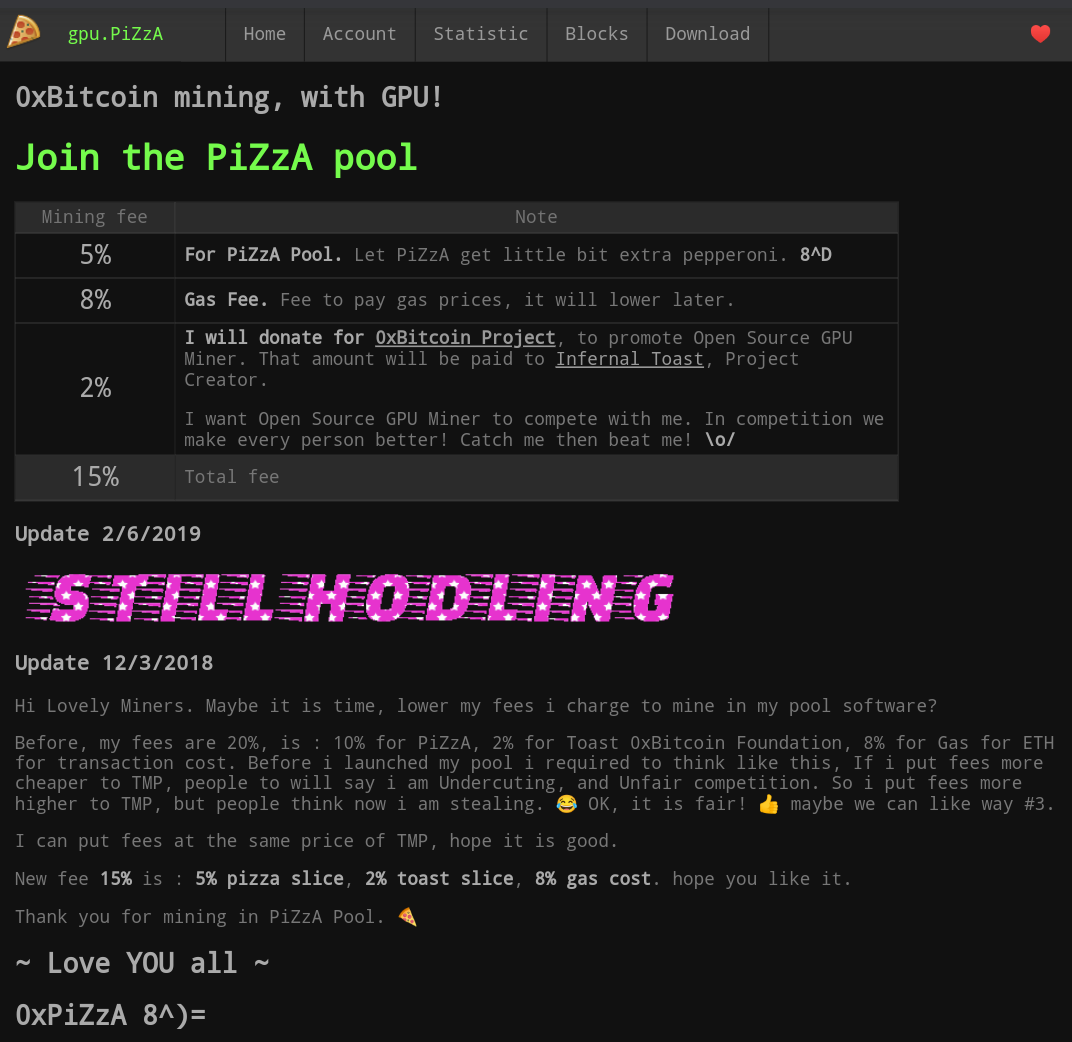 gpu.PiZzA Home Account Statistic Blocks Download
0xBitcoin mining, with GPU!
Join the PiZzA pool
Mining fee Note
5% For PiZzA Pool. Let PiZzA get little bit extra pepperoni. 8^D
8% Gas Fee. Fee to pay gas prices, it will lower later.
2%
I will donate for 0xBitcoin Project, to promote Open Source GPU
Miner. That amount will be paid to Infernal Toast, Project
Creator.
I want Open Source GPU Miner to compete with me. In competition we
make every person better! Catch me then beat me! \o/
15% Total fee
Update 2/6/2019
STILL HODLING
Update 12/3/2018
Hi Lovely Miners. Maybe it is time, lower my fees i charge to mine in my pool software?
Before, my fees are 20%, is : 10% for PiZzA, 2% for Toast 0xBitcoin Foundation, 8% for Gas for ETH
for transaction cost. Before i launched my pool i required to think like this, If i put fees more
cheaper to TMP, people to will say i am Undercuting, and Unfair competition. So i put fees more
higher to TMP, but people think now i am stealing. 😂 OK, it is fair! 👍 maybe we can like way #3.
I can put fees at the same price of TMP, hope it is good.
New fee 15% is : 5% pizza slice, 2% toast slice, 8% gas cost. hope you like it.
Thank you for mining in PiZzA Pool. 🍕
~ Love YOU all ~
0xPiZzA 8^)=